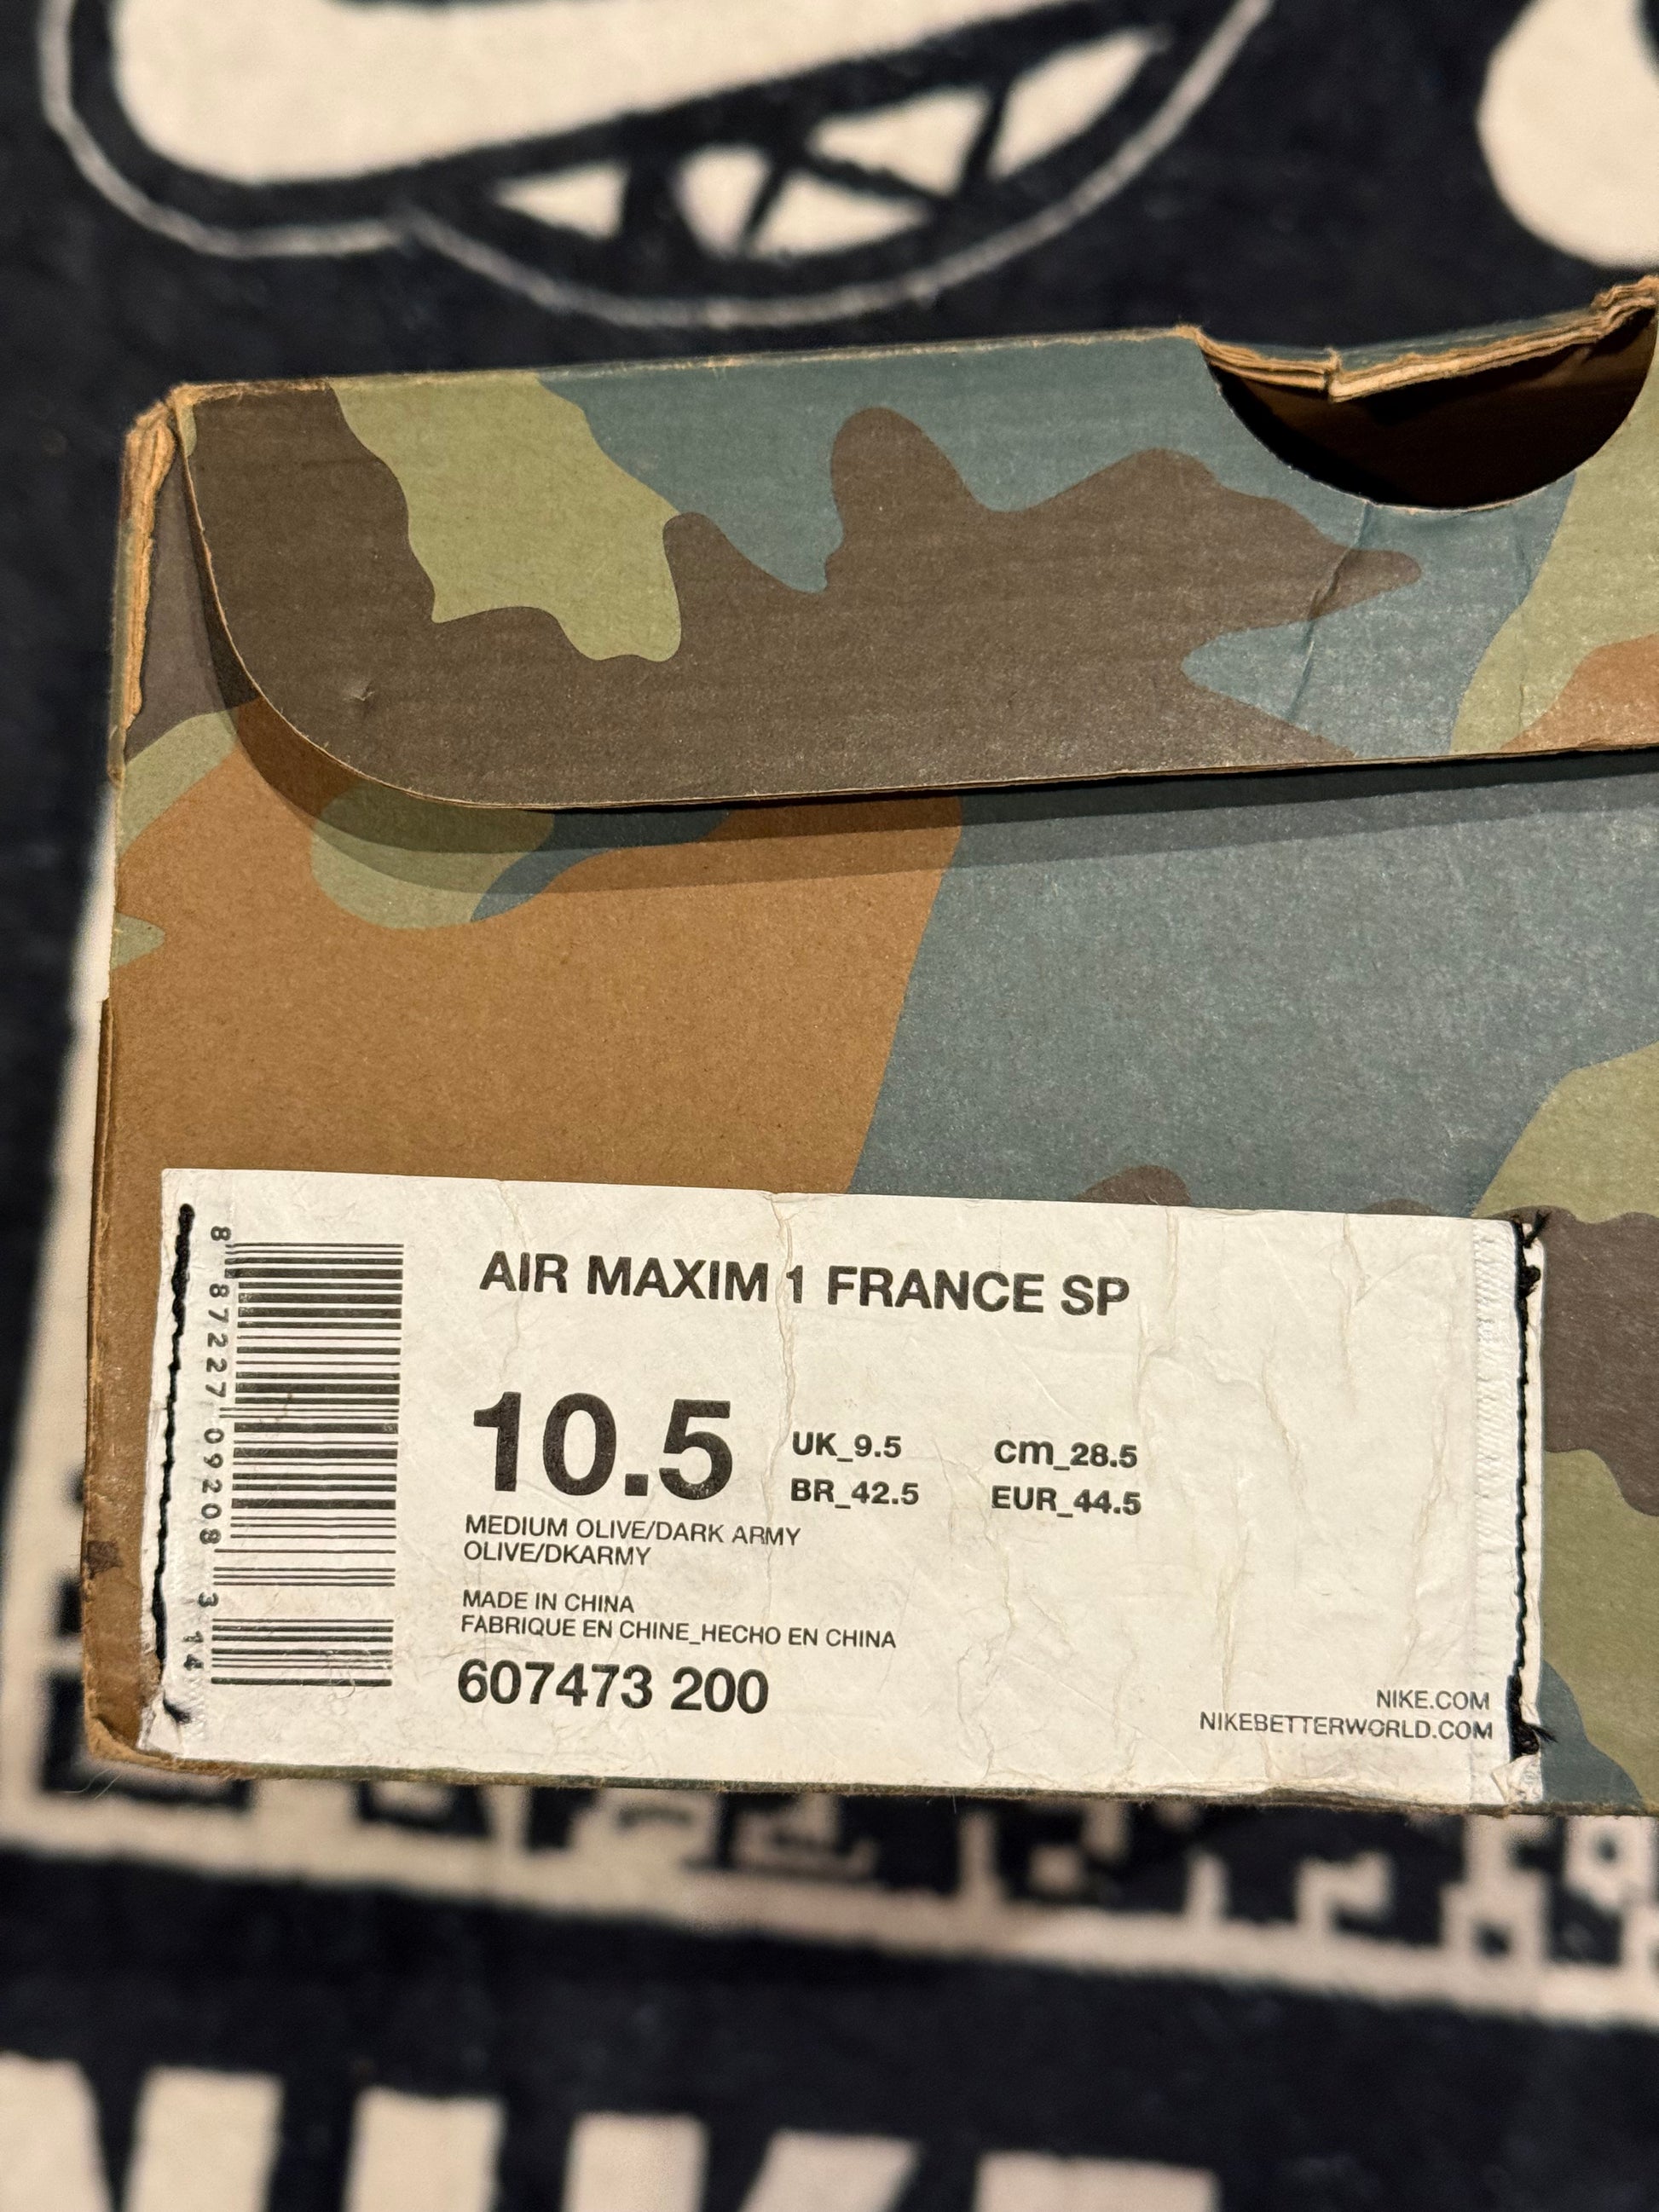 AIR MAXIM 1 FRANCE SP
10.5
UK_9.5 cm_28.5
BR_42.5 EUR_44.5
MEDIUM OLIVE/DARK ARMY
OLIVE/DKARMY
MADE IN CHINA
FABRIQUE EN CHINE_HECHO EN CHINA
607473 200
NIKE.COM
NIKEBETTERWORLD.COM
8 87227 09208 3 14